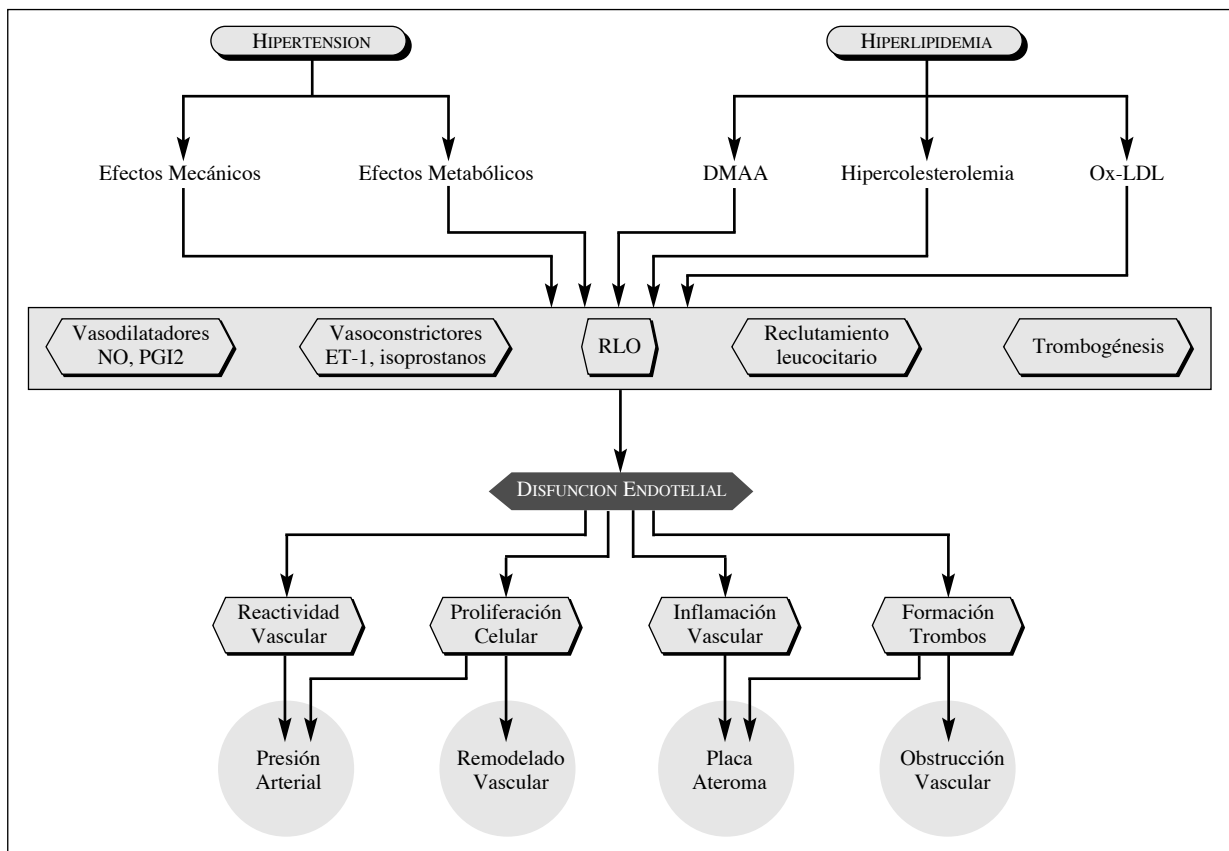 HIPERTENSION
HIPERLIPIDEMIA
Efectos Mecánicos
Efectos Metabólicos
DMAA
Hipercolesterolemia
Ox-LDL
Vasodilatadores
NO, PGI2
Vasoconstrictores
ET-1, isoprostanos
RLO
Reclutamiento
leucocitario
Trombogénesis
DISFUNCION ENDOTELIAL
Reactividad
Vascular
Proliferación
Celular
Inflamación
Vascular
Formación
Trombos
Presión
Arterial
Remodelado
Vascular
Placa
Ateroma
Obstrucción
Vascular